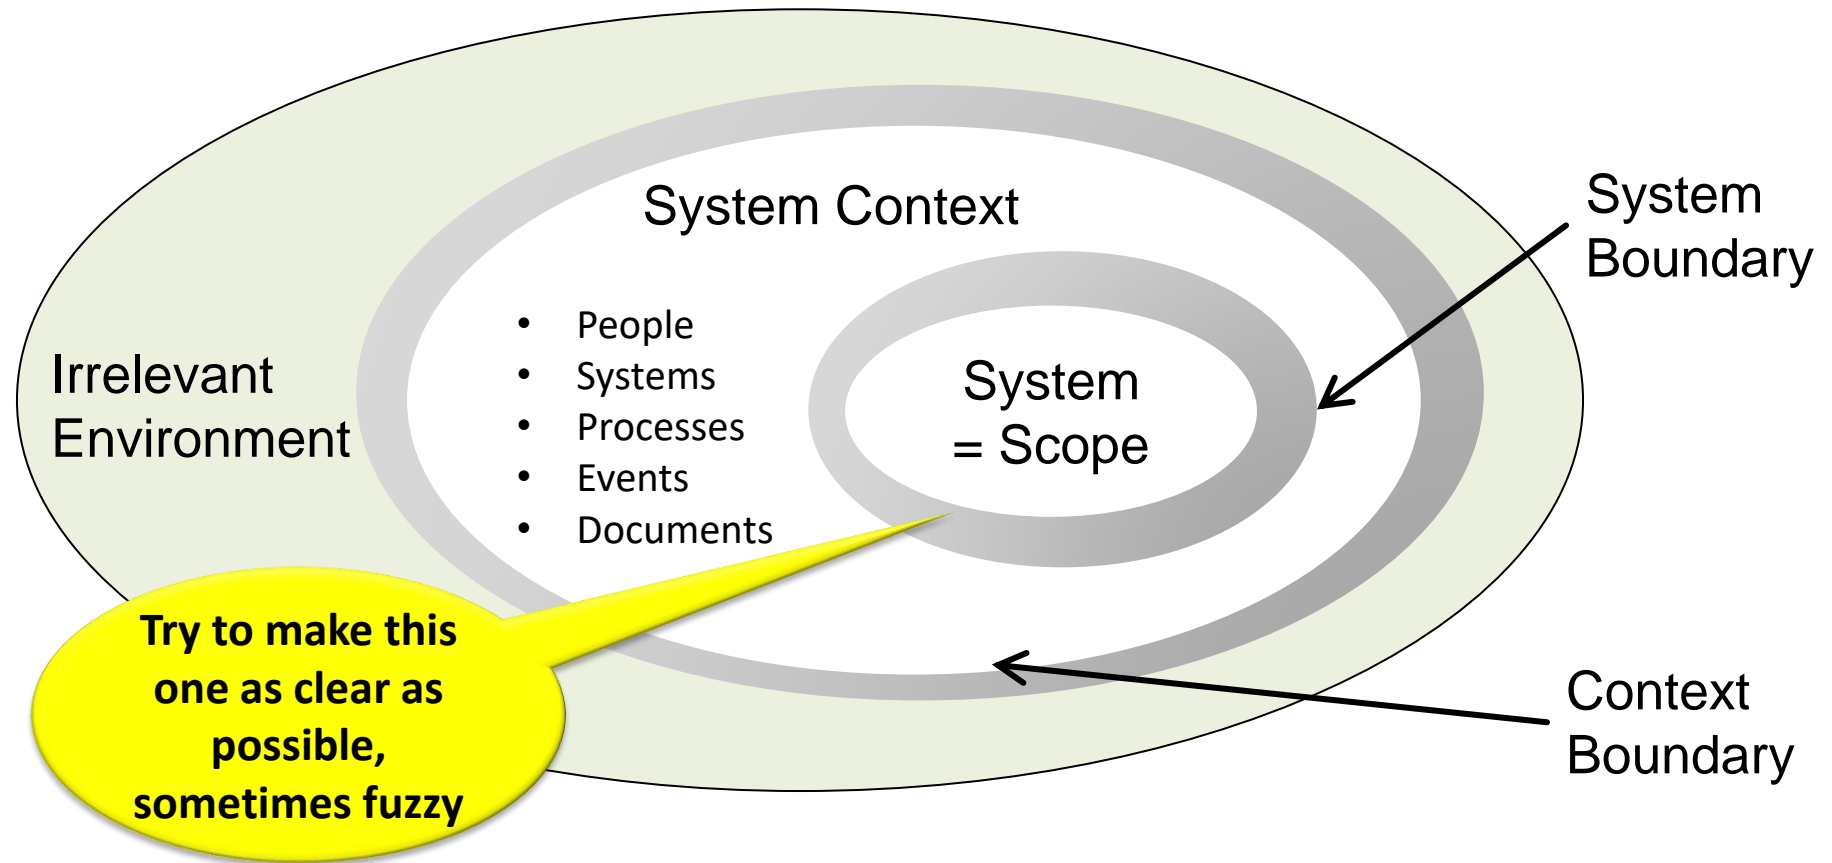 System Context
System
Boundary
• People
• Systems
• Processes
• Events
• Documents
Irrelevant
Environment
System
= Scope
Try to make this
one as clear as
possible,
sometimes fuzzy
Context
Boundary